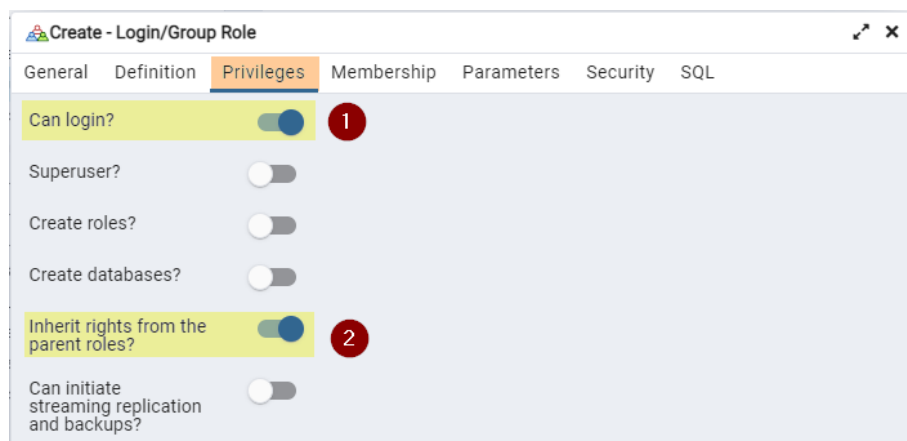 Create - Login/Group Role
General Definition Privileges Membership Parameters Security SQL
Can login?
1
Superuser?
Create roles?
Create databases?
Inherit rights from the
parent roles?
2
Can initiate
streaming replication
and backups?